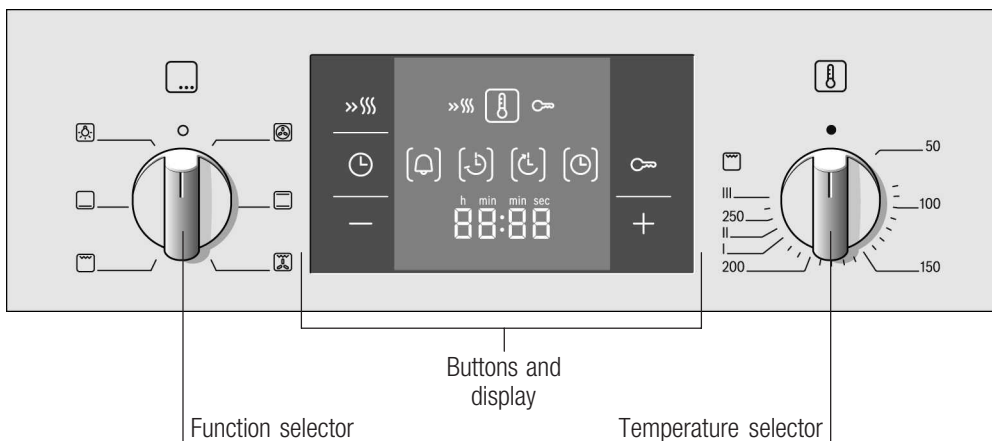 h min min sec
88:88
50
100
150
200
I
II
250
III
Buttons and
display
Function selector
Temperature selector